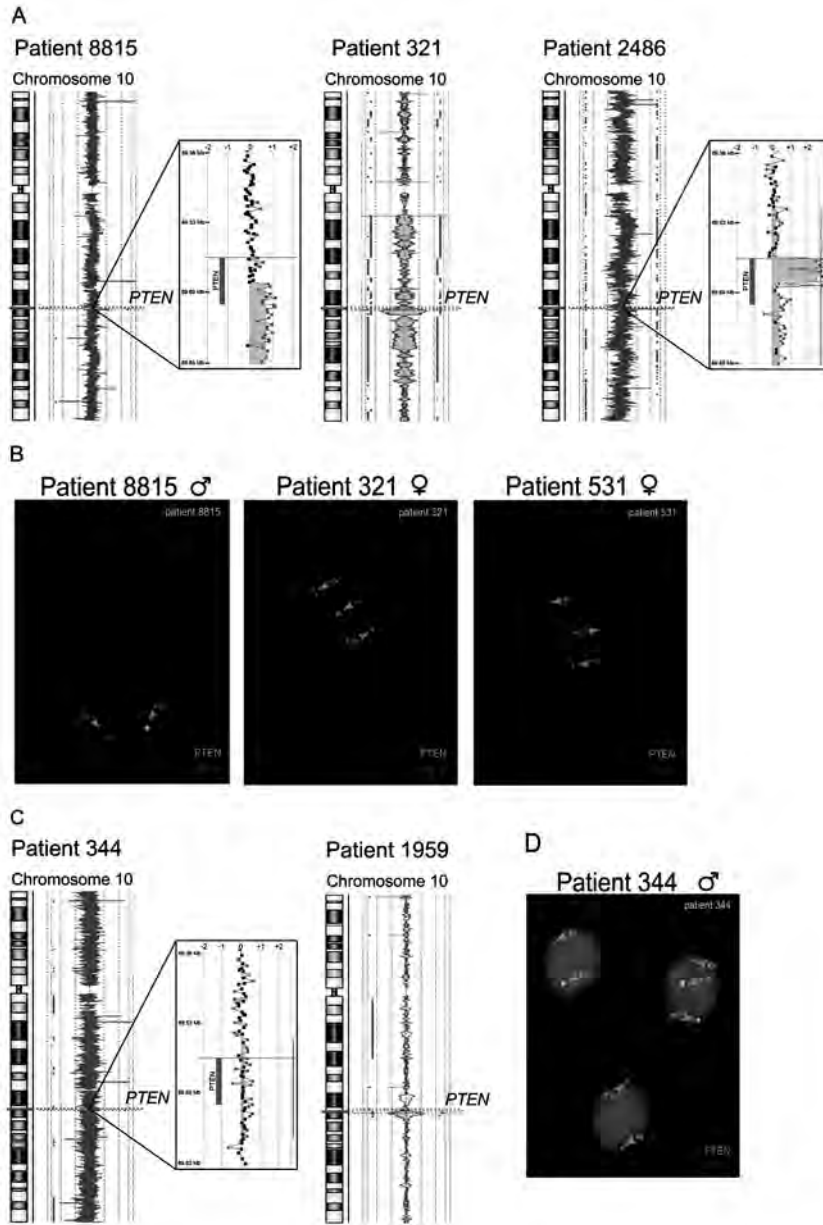 A
Patient 8815
Patient 321
Patient 2486
Chromosome 10
Chromosome 10
Chromosome 10
-2 -1 0 +1 +2
-2 -1 0 +1 +2
PTEN
PTEN
PTEN
PTEN
PTEN
B
Patient 8815 ♂
Patient 321 ♀
Patient 531 ♀
patient 8815
patient 321
patient 531
PTEN
PTEN
PTEN
C
Patient 344
Patient 1959
D
Chromosome 10
Chromosome 10
Patient 344 ♂
patient 344
-2 -1 0 +1 +2
PTEN
PTEN
PTEN
PTEN